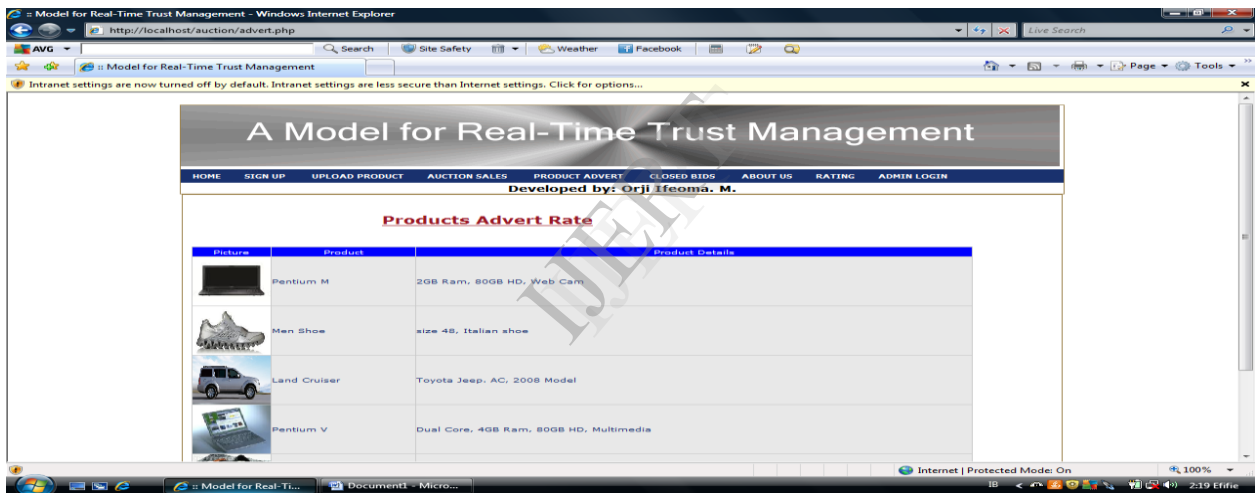 :: Model for Real-Time Trust Management - Windows Internet Explorer
http://localhost/auction/advert.php
Live Search
AVG Search Site Safety Weather Facebook
:: Model for Real-Time Trust Management
Page Tools
Intranet settings are now turned off by default. Intranet settings are less secure than Internet settings. Click for options...
A Model for Real-Time Trust Management
HOME SIGN UP UPLOAD PRODUCT AUCTION SALES PRODUCT ADVERT CLOSED BIDS ABOUT US RATING ADMIN LOGIN
Developed by: Orji Ifeoma. M.
Products Advert Rate
Picture Product Product Details
Pentium M 2GB Ram, 80GB HD, Web Cam
Men Shoe size 48, Italian shoe
Land Cruiser Toyota Jeep, AC, 2008 Model
Pentium V Dual Core, 4GB Ram, 80GB HD, Multimedia
IJERT
Internet | Protected Mode: On 100%
:: Model for Real-Ti... Document1 - Micro... IB 2:19 Efifie